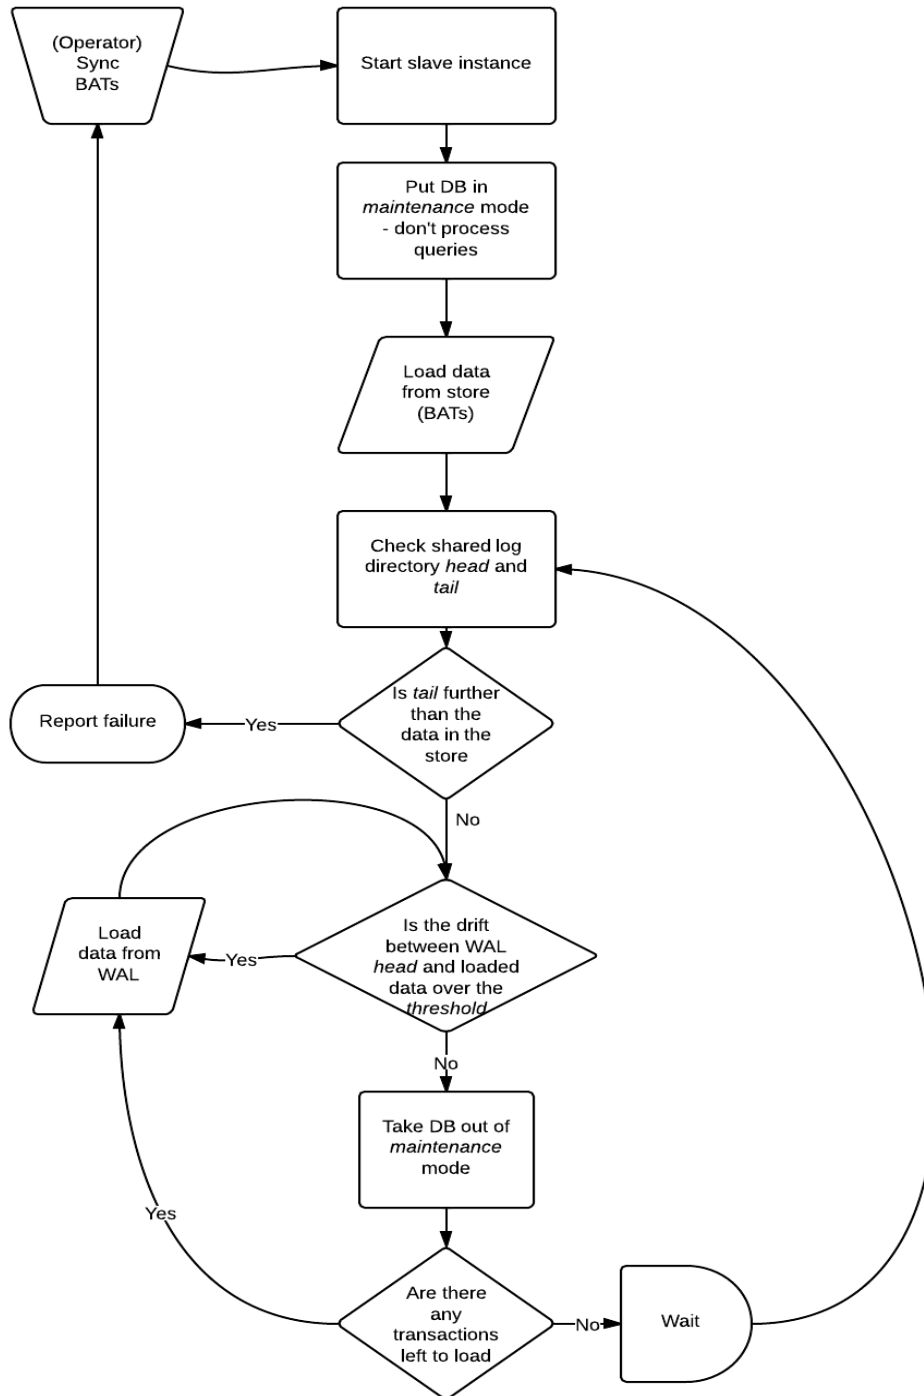 (Operator)
Sync
BATs
Start slave instance
Put DB in
maintenance mode
- don't process
queries
Load data
from store
(BATs)
Check shared log
directory head and
tail
Is tail further
than the
data in the
store
Yes
Report failure
No
Is the drift
between WAL
head and loaded
data over the
threshold
Yes
Load
data from
WAL
No
Take DB out of
maintenance
mode
Yes
Are there
any
transactions
left to load
No
Wait